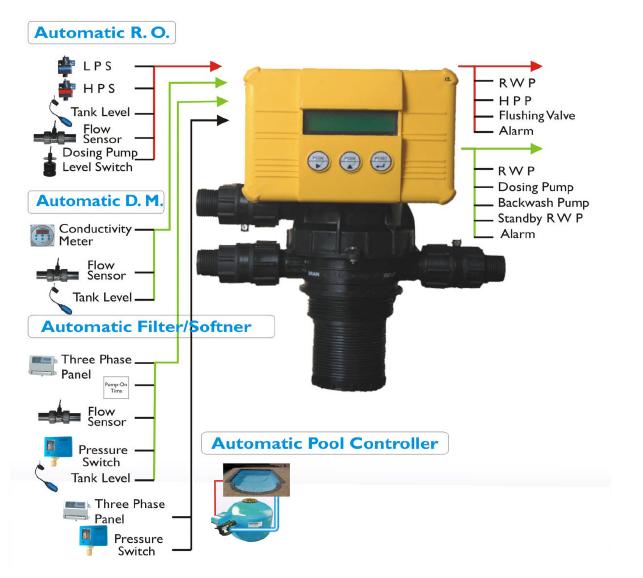 Automatic R. O.
L P S
H P S
Tank Level
Flow
Sensor
Dosing Pump
Level Switch
R W P
H P P
Flushing Valve
Alarm
R W P
Dosing Pump
Backwash Pump
Standby R W P
Alarm
Automatic D. M.
Conductivity
Meter
Flow
Sensor
Tank Level
Automatic Filter/Softner
Three Phase
Panel
Pump-On
Time
Flow
Sensor
Pressure
Switch
Tank Level
Automatic Pool Controller
Three Phase
Panel
Pressure
Switch